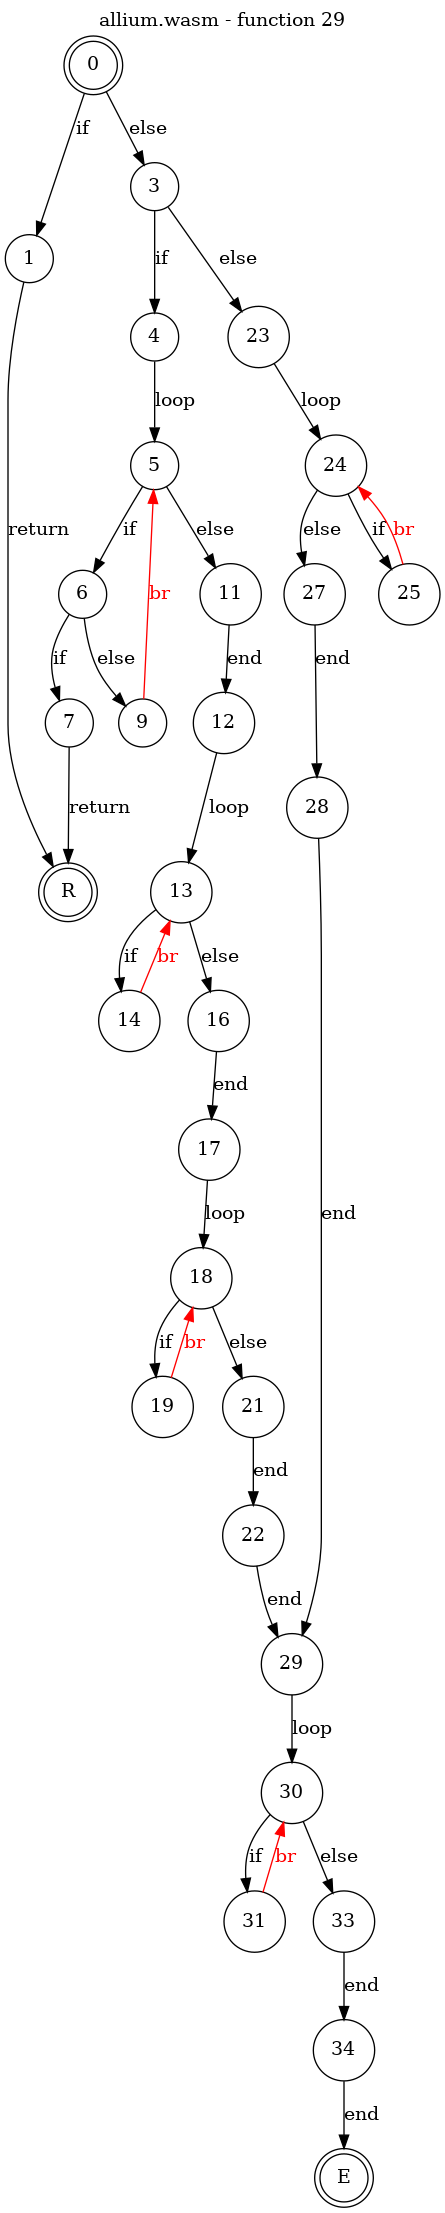 allium.wasm - function 29
0
if
else
3
1
if
else
4
23
loop
loop
5
24
if
else
else
if
br
6
br
11
27
25
if
else
end
end
7
9
12
28
return
return
loop
R
13
if
br
else
14
16
end
17
end
loop
18
if
br
else
19
21
end
22
end
29
loop
30
if
br
else
31
33
end
34
end
E